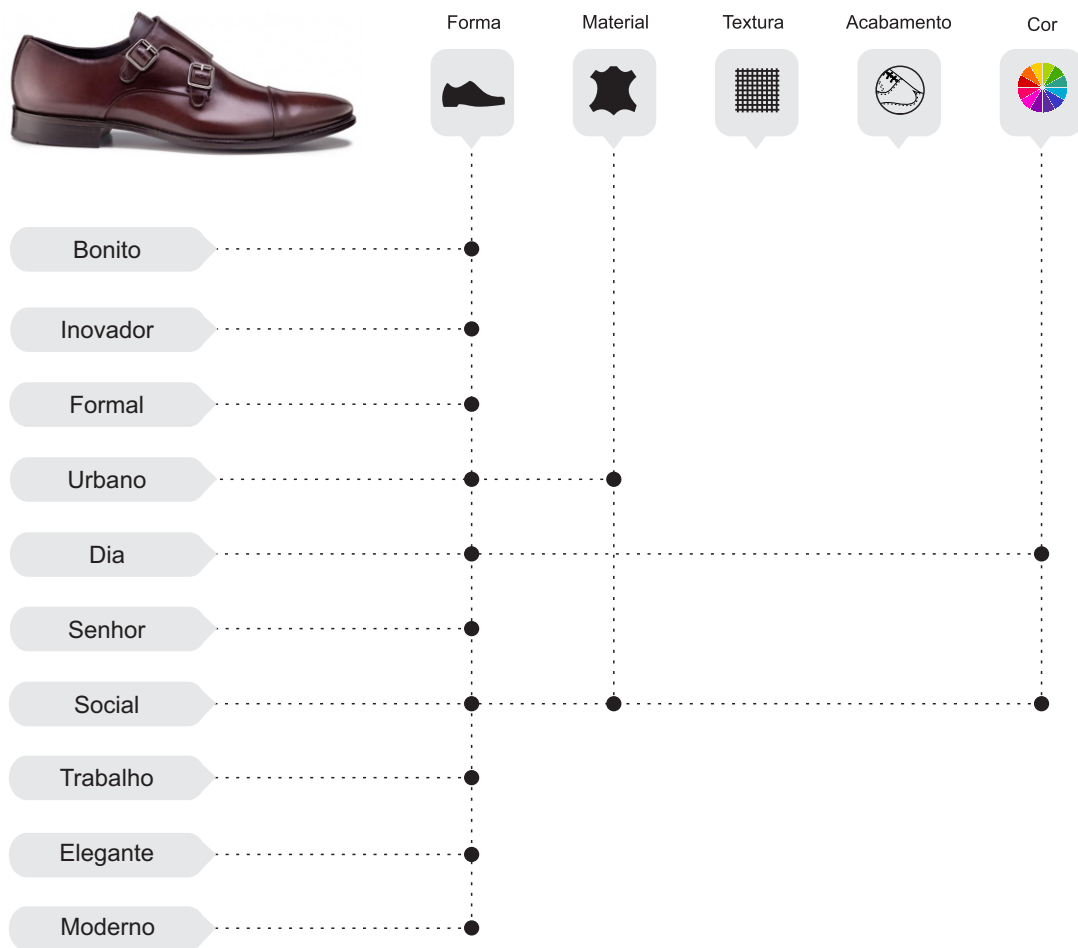 Forma Material Textura Acabamento Cor
Bonito
Inovador
Formal
Urbano
Dia
Senhor
Social
Trabalho
Elegante
Moderno